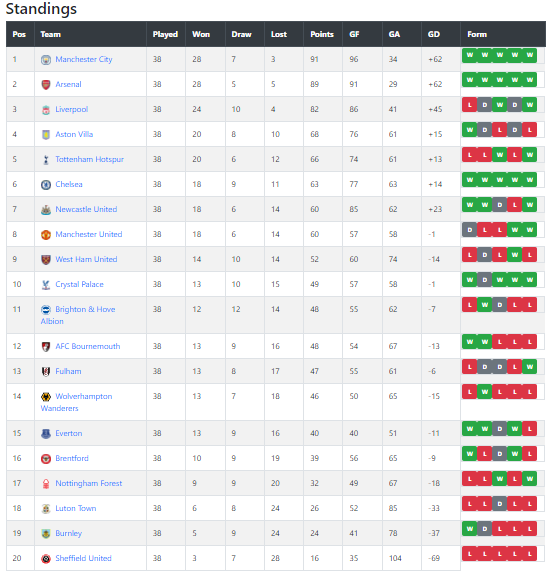 Standings
Pos Team Played Won Draw Lost Points GF GA GD Form
1 Manchester City 38 28 7 3 91 96 34 +62 W W W W W
2 Arsenal 38 28 5 5 89 91 29 +62 W W W W W
3 Liverpool 38 24 10 4 82 86 41 +45 L D W D W
4 Aston Villa 38 20 8 10 68 76 61 +15 W D L D L
5 Tottenham Hotspur 38 20 6 12 66 74 61 +13 L L W L W
6 Chelsea 38 18 9 11 63 77 63 +14 W W W W W
7 Newcastle United 38 18 6 14 60 85 62 +23 W W D L W
8 Manchester United 38 18 6 14 60 57 58 -1 D L L W W
9 West Ham United 38 14 10 14 52 60 74 -14 L D L W L
10 Crystal Palace 38 13 10 15 49 57 58 -1 W D W W W
11 Brighton & Hove 38 12 12 14 48 55 62 -7 L W D L L
Albion
12 AFC Bournemouth 38 13 9 16 48 54 67 -13 W W L L L
13 Fulham 38 13 8 17 47 55 61 -6 L D D L W
14 Wolverhampton 38 13 7 18 46 50 65 -15 L W L L L
Wanderers
15 Everton 38 13 9 16 40 40 51 -11 W W D W L
16 Brentford 38 10 9 19 39 56 65 -9 W L D W L
17 Nottingham Forest 38 9 9 20 32 49 67 -18 L L W L W
18 Luton Town 38 6 8 24 26 52 85 -33 L L D L L
19 Burnley 38 5 9 24 24 41 78 -37 W D L L L
20 Sheffield United 38 3 7 28 16 35 104 -69 L L L L L